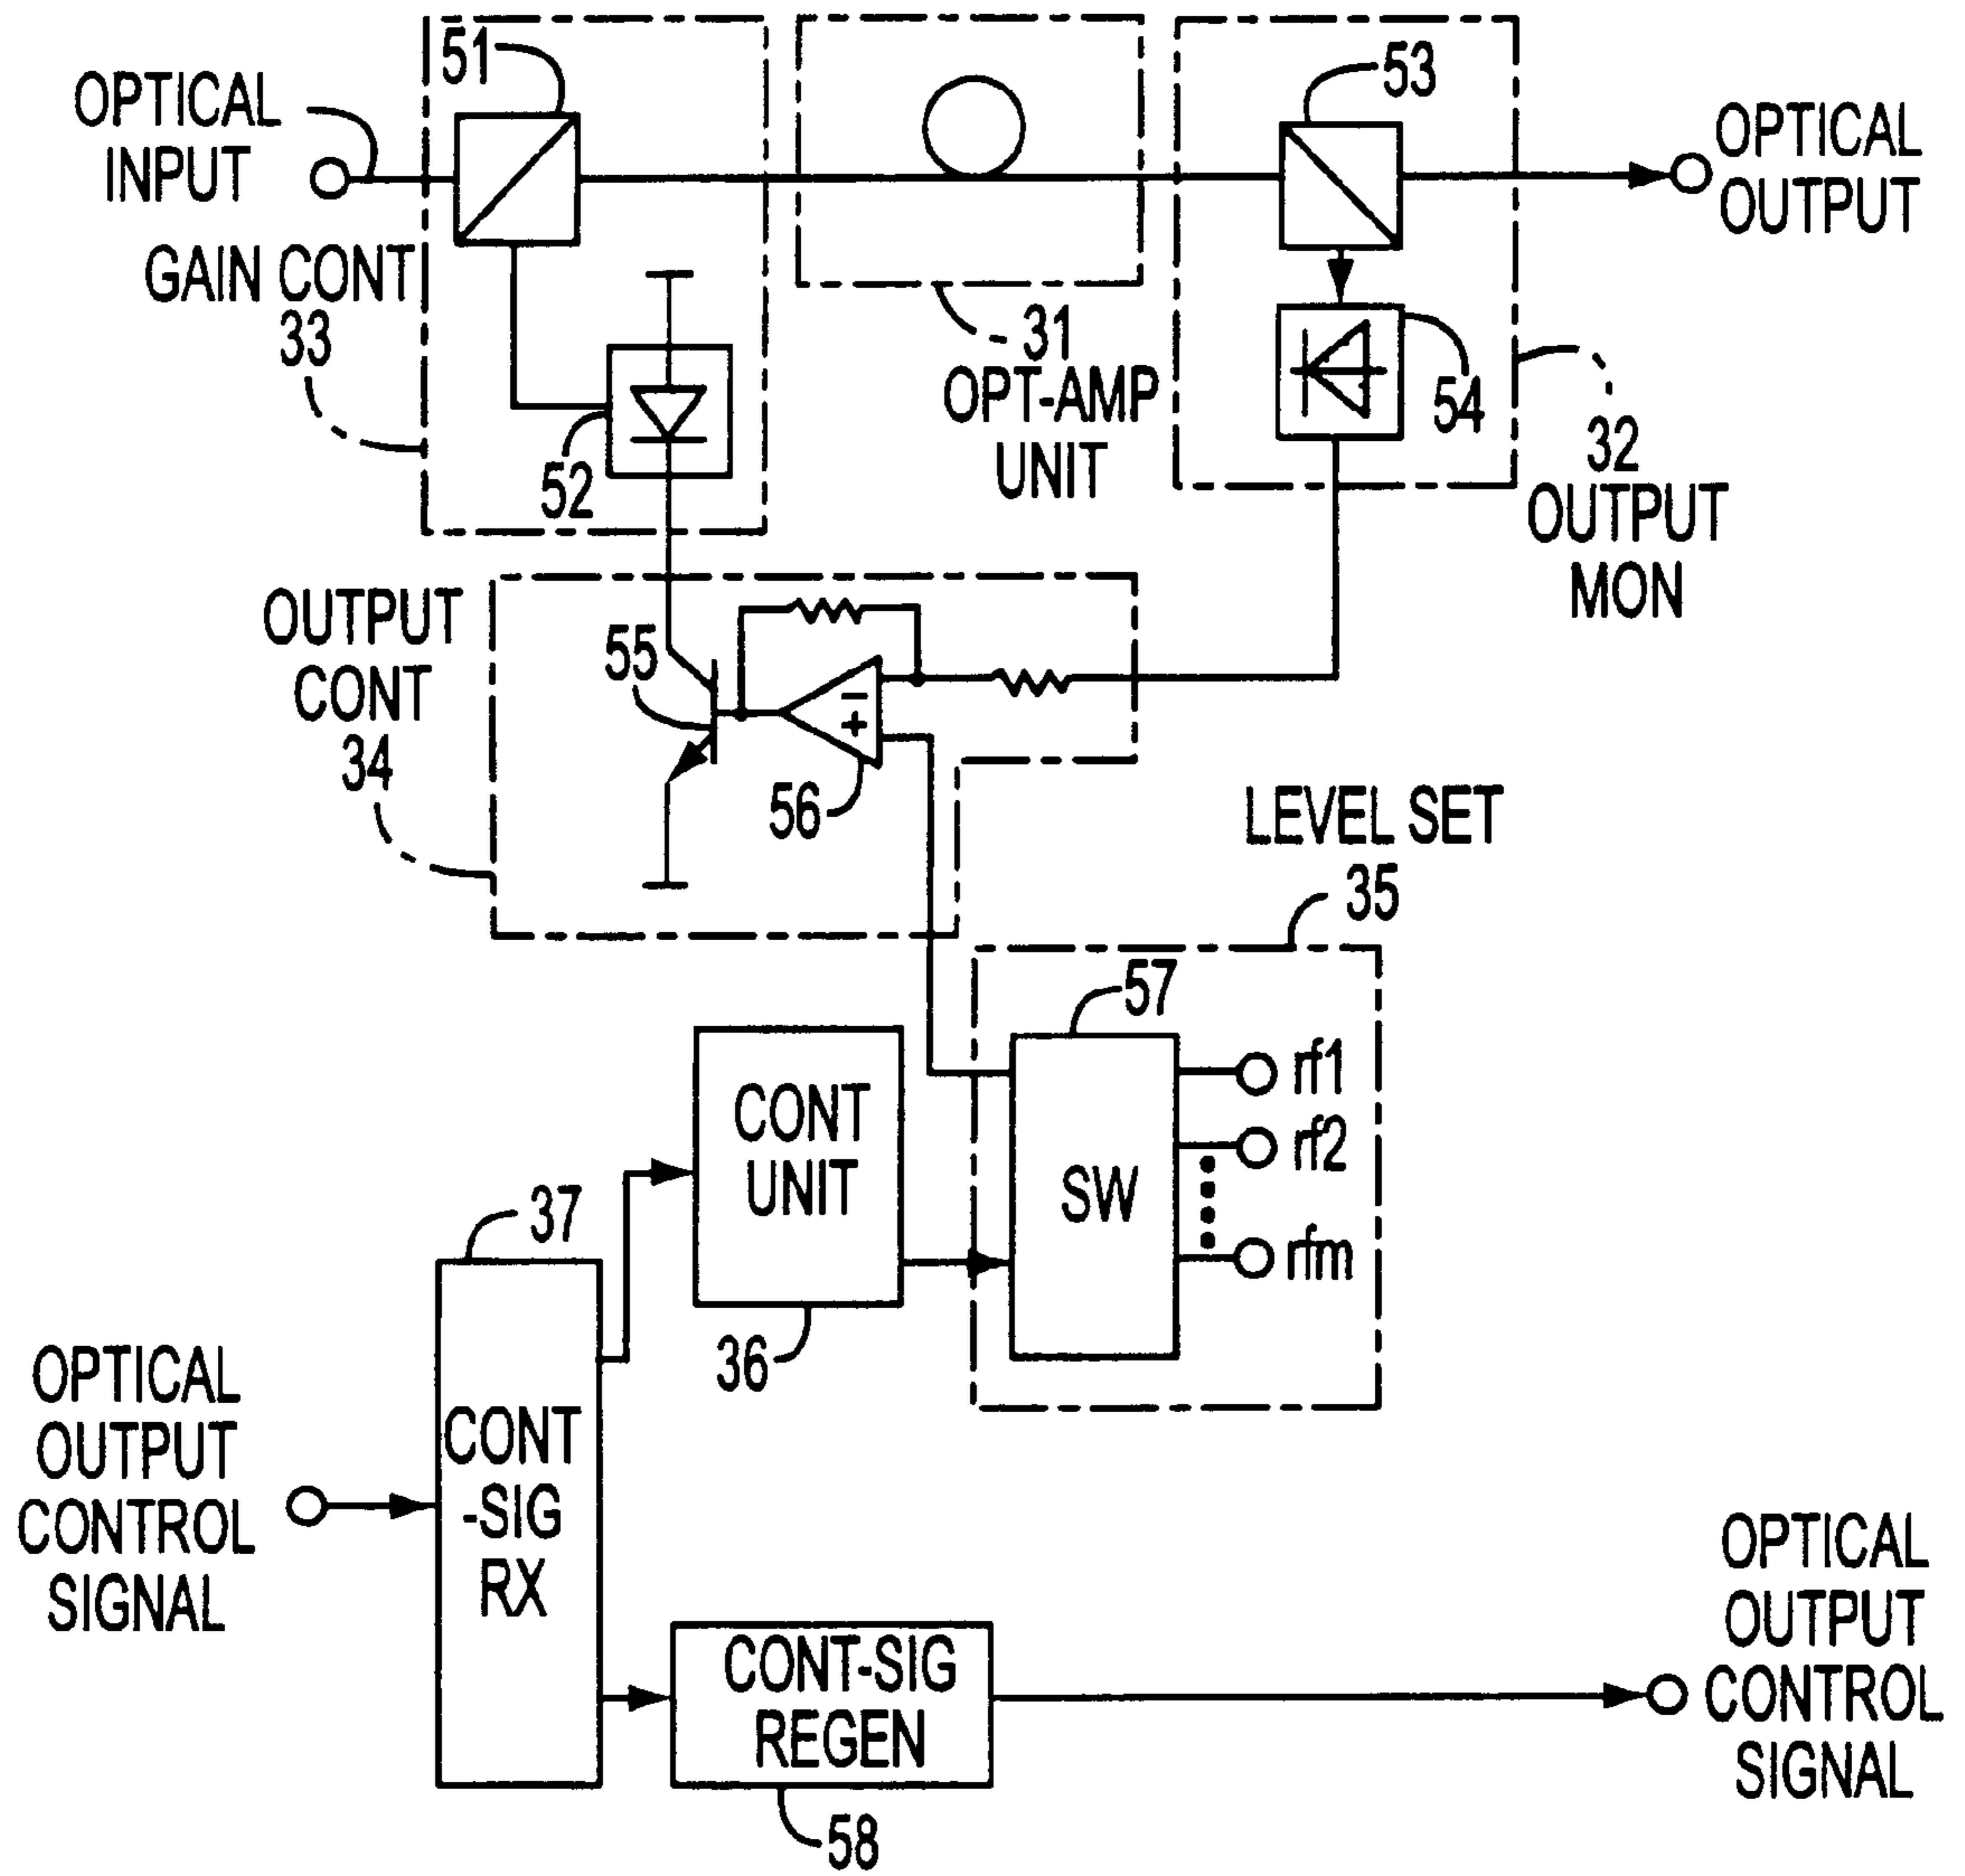 51
OPTICAL
INPUT
53
OPTICAL
OUTPUT
GAIN CONT
33
31
OPT-AMP
UNIT
54
52
32
OUTPUT
MON
OUTPUT
CONT
34
55
−
+
56
LEVEL SET
35
57
CONT
UNIT
SW
rf1
rf2
rfm
37
36
OPTICAL
OUTPUT
CONTROL
SIGNAL
CONT
-SIG
RX
CONT-SIG
REGEN
58
OPTICAL
OUTPUT
CONTROL
SIGNAL